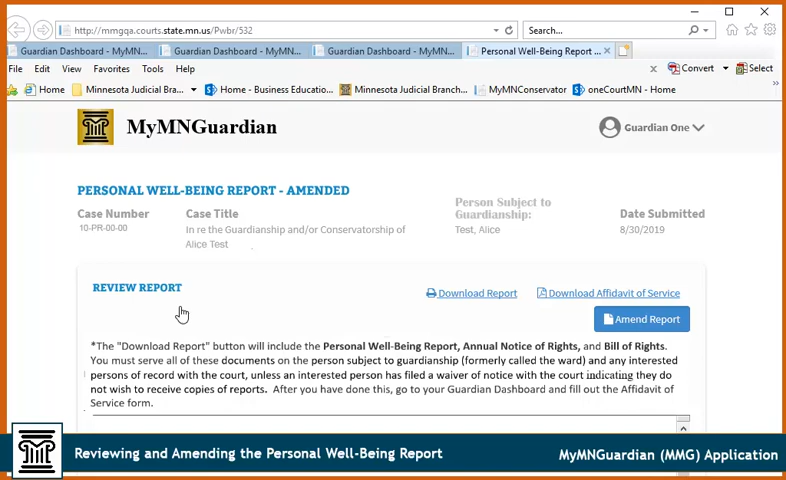 http://mmgqa.courts.state.mn.us/Pwbr/532
Search...
Guardian Dashboard - MyMN...
Guardian Dashboard - MyMN...
Guardian Dashboard - MyMN...
Personal Well-Being Report ...
File Edit View Favorites Tools Help
Convert
Select
Home
Minnesota Judicial Bra...
Home - Business Educatio...
Minnesota Judicial Branch...
MyMNConservator
oneCourtMN - Home
MyMNGuardian
Guardian One
PERSONAL WELL-BEING REPORT - AMENDED
Case Number
10-PR-00-00
Case Title
In re the Guardianship and/or Conservatorship of
Alice Test
Person Subject to
Guardianship:
Test, Alice
Date Submitted
8/30/2019
REVIEW REPORT
Download Report
Download Affidavit of Service
Amend Report
*The "Download Report" button will include the Personal Well-Being Report, Annual Notice of Rights, and Bill of Rights.
You must serve all of these documents on the person subject to guardianship (formerly called the ward) and any interested
persons of record with the court, unless an interested person has filed a waiver of notice with the court indicating they do
not wish to receive copies of reports. After you have done this, go to your Guardian Dashboard and fill out the Affidavit of
Service form.
Reviewing and Amending the Personal Well-Being Report
MyMNGuardian (MMG) Application